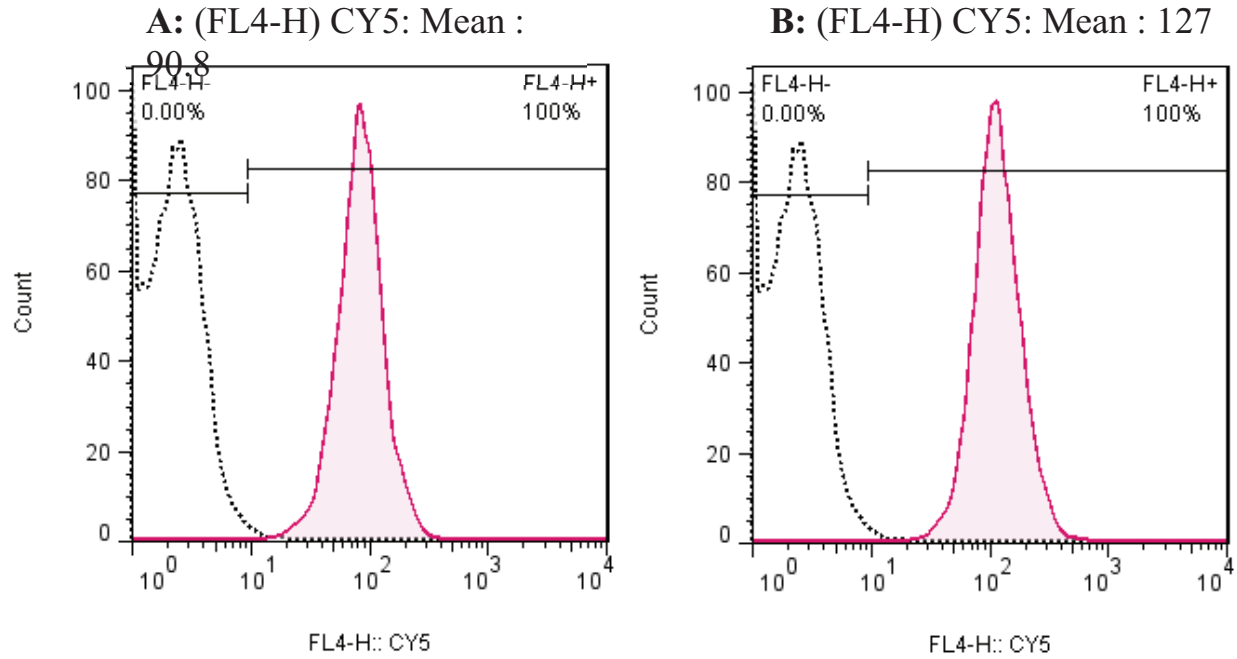 A: (FL4-H) CY5: Mean :
90.8
FL4-H-
0.00%
FL4-H+
100%
100
80
60
40
20
0
Count
10^0
10^1
10^2
10^3
10^4
FL4-H:: CY5
B: (FL4-H) CY5: Mean : 127
FL4-H-
0.00%
FL4-H+
100%
100
80
60
40
20
0
Count
10^0
10^1
10^2
10^3
10^4
FL4-H:: CY5